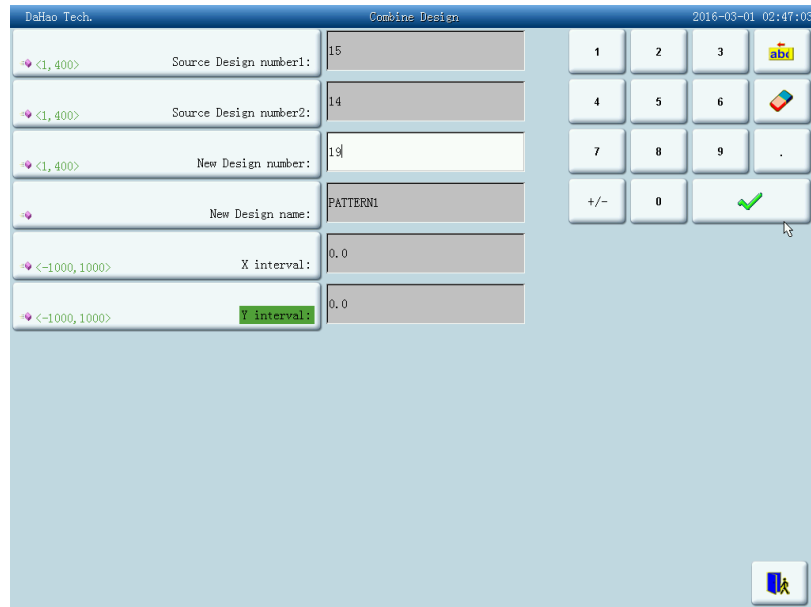 DaHao Tech. Combine Design 2016-03-01 02:47:03
<1,400> Source Design number1: 15
<1,400> Source Design number2: 14
<1,400> New Design number: 19
New Design name: PATTERN1
<-1000,1000> X interval: 0.0
<-1000,1000> Y interval: 0.0
1 2 3 abc
4 5 6
7 8 9 .
+/- 0